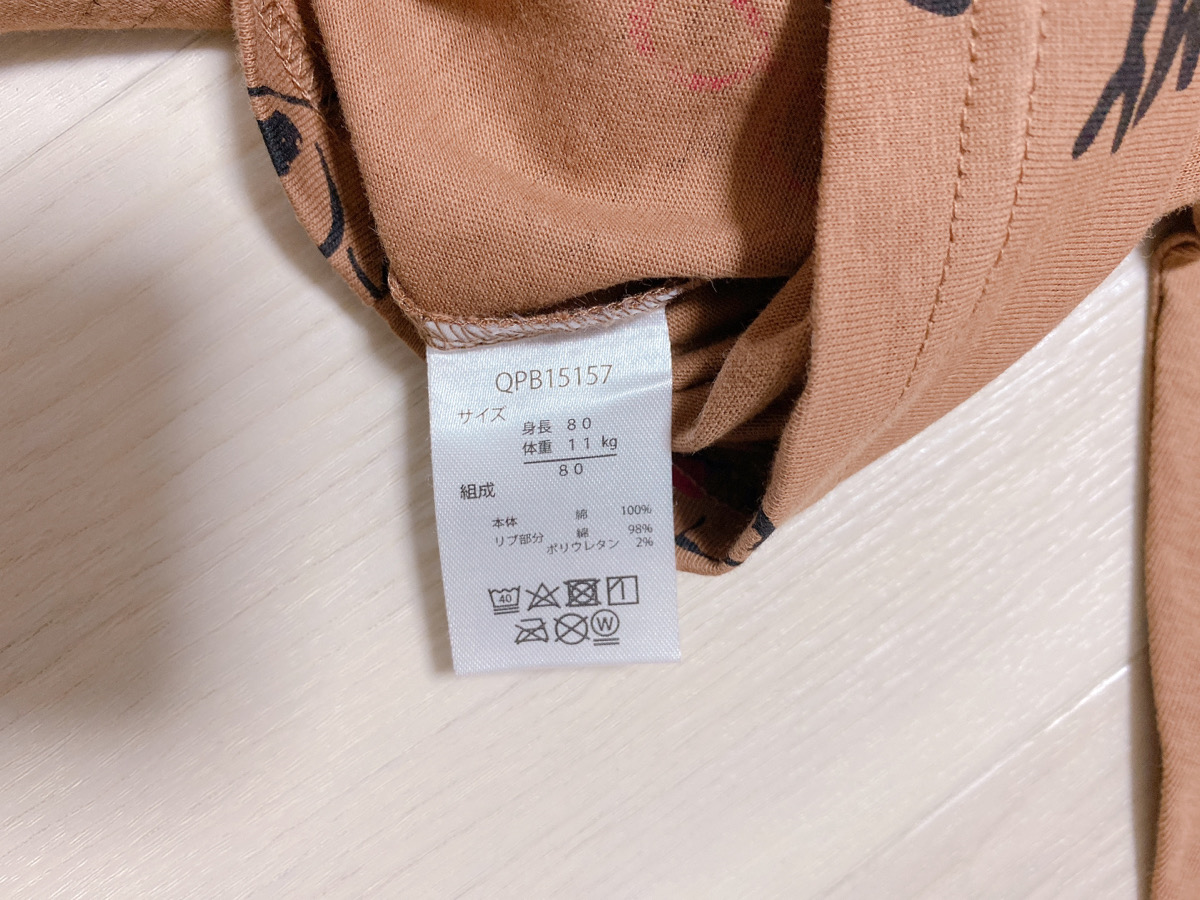 QPB15157
サイズ
身長 80
体重 11 kg
80
組成
本体 綿 100%
リブ部分 綿 98%
ポリウレタン 2%
40
W